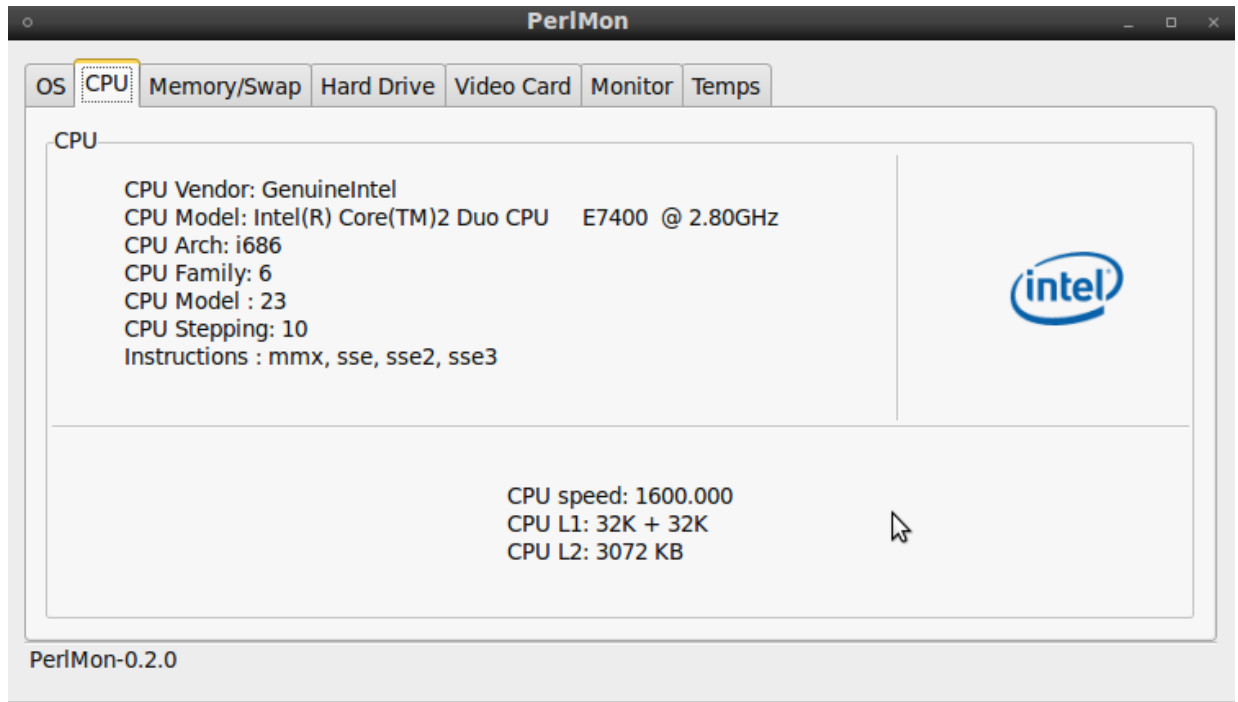 PerlMon
OS CPU Memory/Swap Hard Drive Video Card Monitor Temps
CPU
CPU Vendor: GenuineIntel
CPU Model: Intel(R) Core(TM)2 Duo CPU     E7400  @ 2.80GHz
CPU Arch: i686
CPU Family: 6
CPU Model : 23
CPU Stepping: 10
Instructions : mmx, sse, sse2, sse3
intel
CPU speed: 1600.000
CPU L1: 32K + 32K
CPU L2: 3072 KB
PerlMon-0.2.0